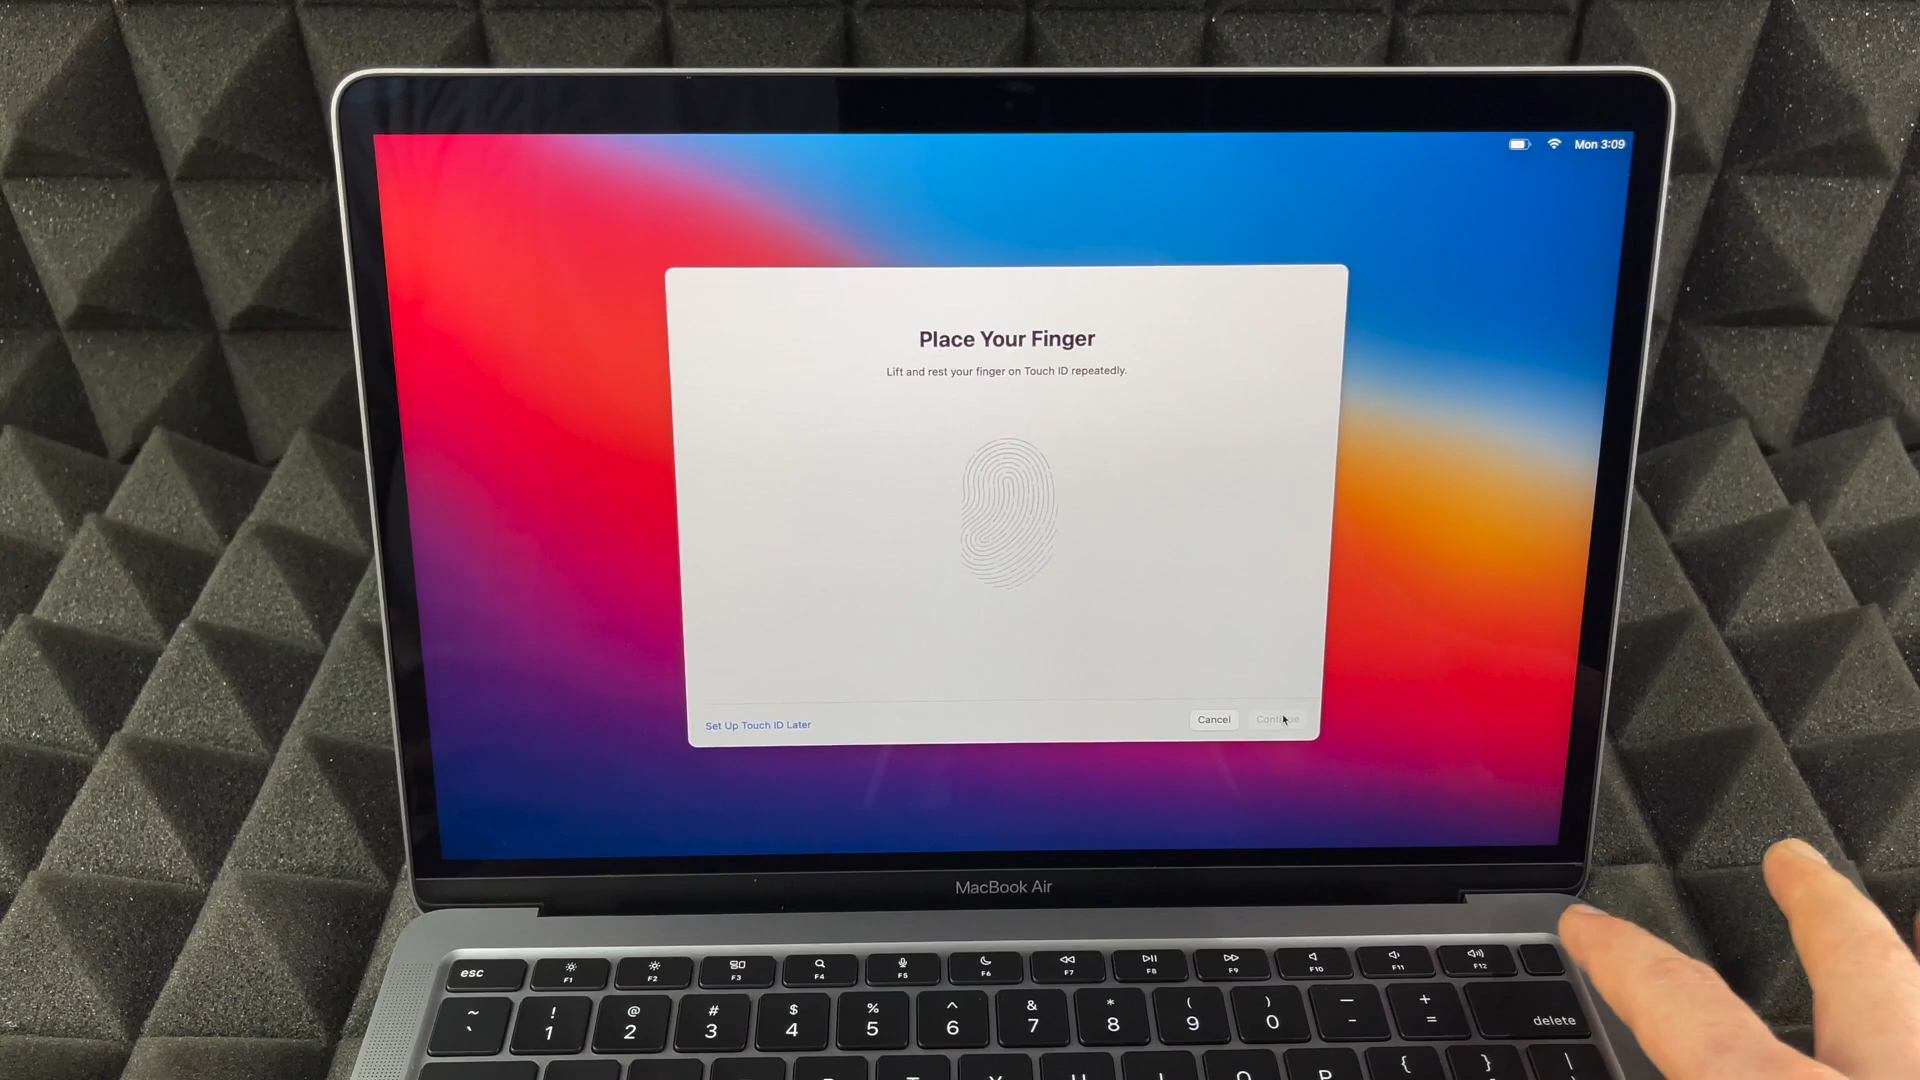 Mon 3:09
Place Your Finger
Lift and rest your finger on Touch ID repeatedly.
Set Up Touch ID Later
Cancel
Continue
MacBook Air
esc
F1
F2
F3
F4
F5
F6
F7
F8
F9
F10
F11
F12
~ ! @ # $ % ^ & * ( ) — +
` 1 2 3 4 5 6 7 8 9 0 - = delete
{ } |